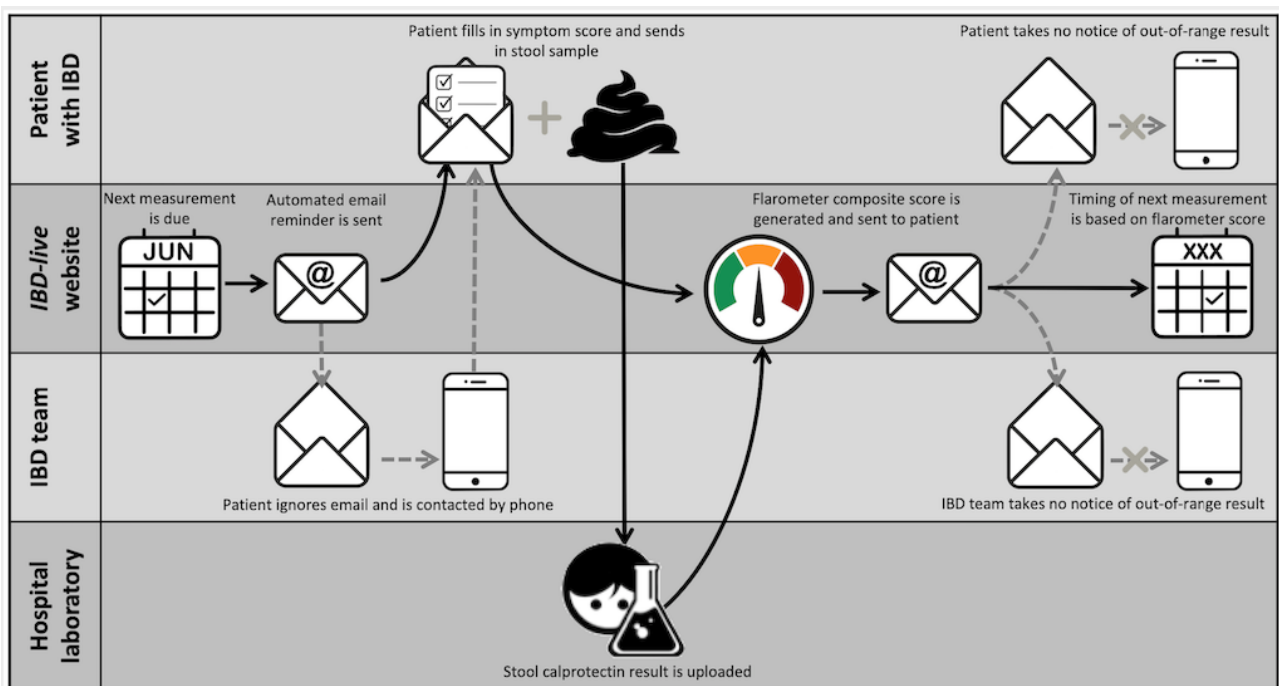 Patient
with IBD
Patient fills in symptom score and sends
in stool sample
Patient takes no notice of out-of-range result
IBD-live
website
Next measurement
is due
JUN
Automated email
reminder is sent
@
Flarometer composite score is
generated and sent to patient
@
Timing of next measurement
is based on flarometer score
XXX
IBD team
Patient ignores email and is contacted by phone
IBD team takes no notice of out-of-range result
Hospital
laboratory
Stool calprotectin result is uploaded